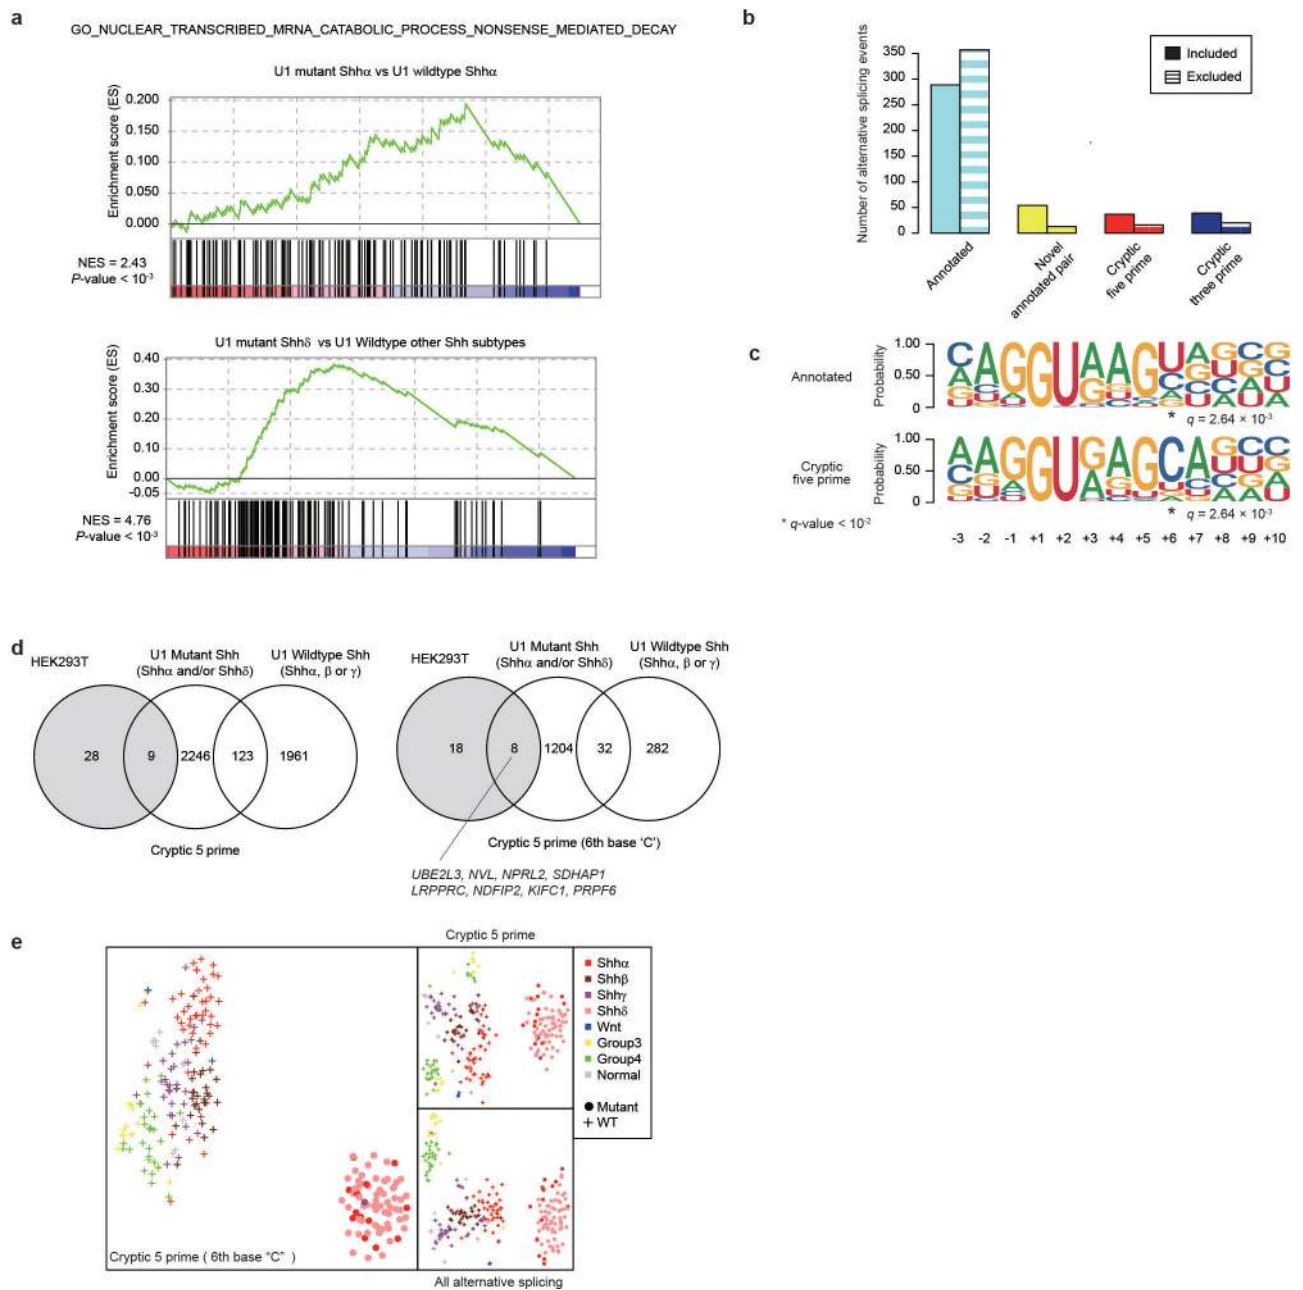 a
GO_NUCLEAR_TRANSCRIBED_MRNA_CATABOLIC_PROCESS_NONSENSE_MEDIATED_DECAY
U1 mutant Shhα vs U1 wildtype Shhα
Enrichment score (ES)
0.200
0.150
0.100
0.050
0.000
NES = 2.43
P-value < 10⁻³
U1 mutant Shhδ vs U1 Wildtype other Shh subtypes
Enrichment score (ES)
0.40
0.30
0.20
0.10
0.00
-0.05
NES = 4.76
P-value < 10⁻³
b
Number of alternative splicing events
350
300
250
200
150
100
50
0
Included
Excluded
Annotated
Novel
annotated pair
Cryptic
five prime
Cryptic
three prime
c
Annotated
Probability
1.00
0.50
0
* q = 2.64 × 10⁻³
Cryptic
five prime
Probability
1.00
0.50
0
* q = 2.64 × 10⁻³
* q-value < 10⁻²
-3 -2 -1 +1 +2 +3 +4 +5 +6 +7 +8 +9 +10
d
HEK293T
U1 Mutant Shh
(Shhα and/or Shhδ)
U1 Wildtype Shh
(Shhα, β or γ)
28 9 2246 123 1961
Cryptic 5 prime
HEK293T
U1 Mutant Shh
(Shhα and/or Shhδ)
U1 Wildtype Shh
(Shhα, β or γ)
18 8 1204 32 282
Cryptic 5 prime (6th base 'C')
UBE2L3, NVL, NPRL2, SDHAP1
LRPPRC, NDFIP2, KIFC1, PRPF6
e
Cryptic 5 prime
Cryptic 5 prime ( 6th base "C" )
All alternative splicing
Shhα
Shhβ
Shhγ
Shhδ
Wnt
Group3
Group4
Normal
Mutant
WT